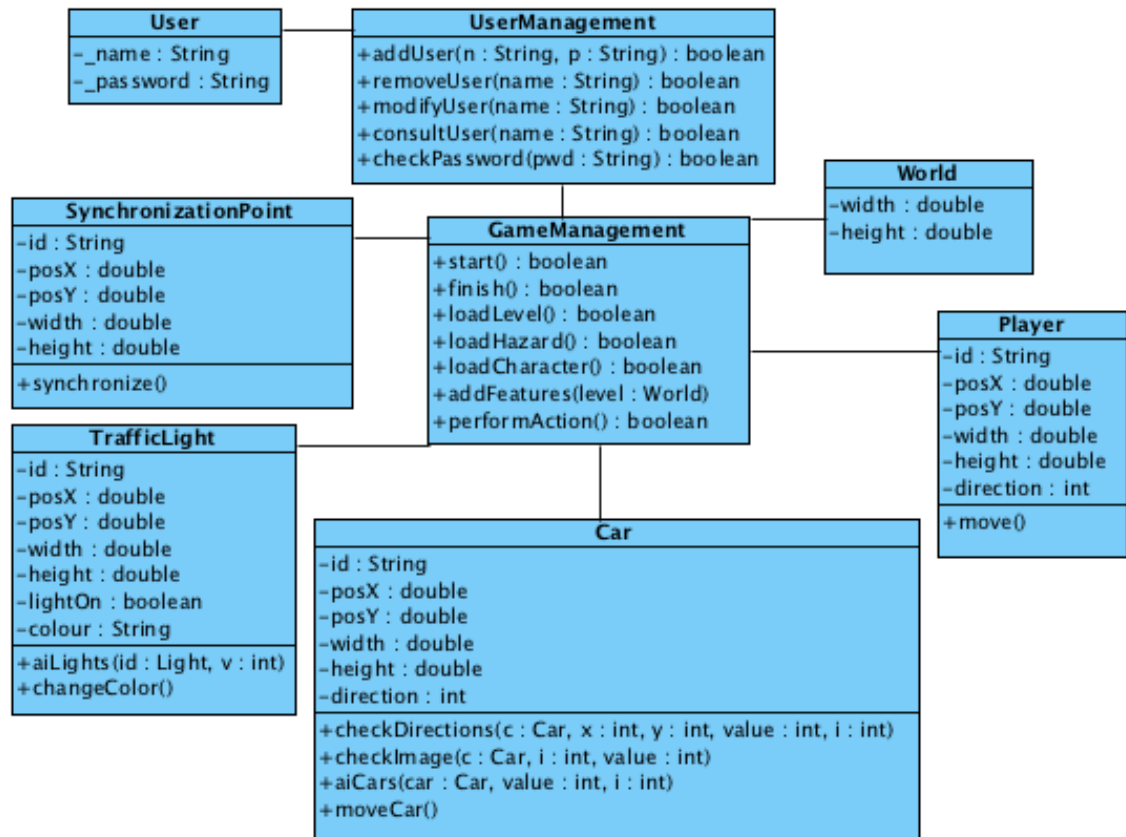 User
-_name : String
-_password : String
UserManagement
+addUser(n : String, p : String) : boolean
+removeUser(name : String) : boolean
+modifyUser(name : String) : boolean
+consultUser(name : String) : boolean
+checkPassword(pwd : String) : boolean
World
-width : double
-height : double
SynchronizationPoint
-id : String
-posX : double
-posY : double
-width : double
-height : double
+synchronize()
GameManagement
+start() : boolean
+finish() : boolean
+loadLevel() : boolean
+loadHazard() : boolean
+loadCharacter() : boolean
+addFeatures(level : World)
+performAction() : boolean
Player
-id : String
-posX : double
-posY : double
-width : double
-height : double
-direction : int
+move()
TrafficLight
-id : String
-posX : double
-posY : double
-width : double
-height : double
-lightOn : boolean
-colour : String
+aiLights(id : Light, v : int)
+changeColor()
Car
-id : String
-posX : double
-posY : double
-width : double
-height : double
-direction : int
+checkDirections(c : Car, x : int, y : int, value : int, i : int)
+checkImage(c : Car, i : int, value : int)
+aiCars(car : Car, value : int, i : int)
+moveCar()